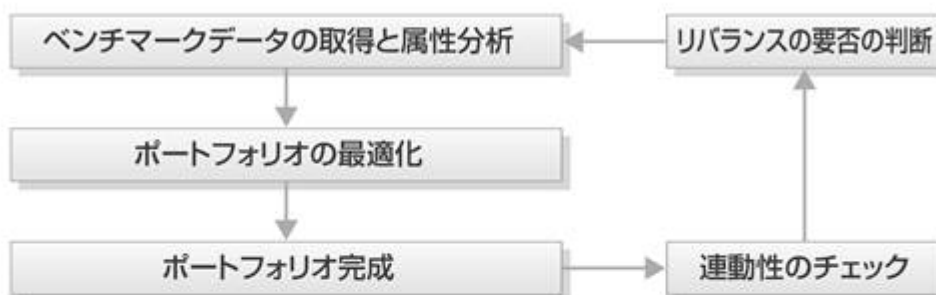 ベンチマークデータの取得と属性分析
リバランスの要否の判断
ポートフォリオの最適化
ポートフォリオ完成
連動性のチェック